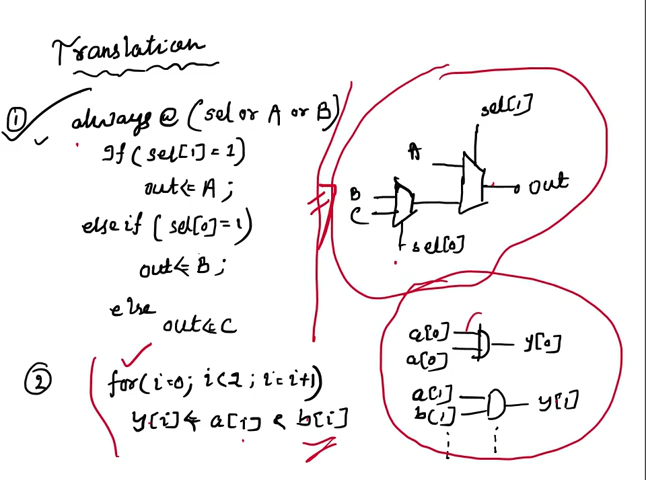 Translation
① always @ (sel or A or B)
If (sel[1]=1)
out <= A;
else if (sel[0]=1)
out <= B;
else
out <= C
sel[1]
A
B
C
out
sel[0]
② for(i=0; i<2; i=i+1)
y[i] <= a[i] & b[i]
a[0]
a[0]
y[0]
a[1]
b[1]
y[1]